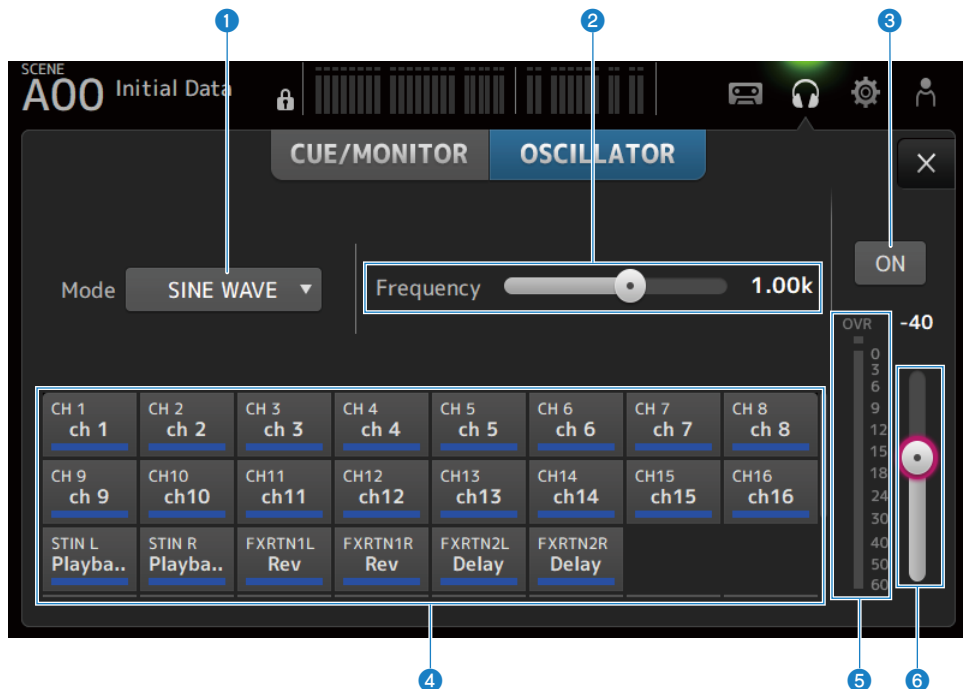 1
2
3
SCENE
A00 Initial Data
CUE/MONITOR
OSCILLATOR
Mode
SINE WAVE
Frequency
1.00k
ON
OVR
-40
0
3
6
9
12
15
18
24
30
40
50
60
CH 1
CH 2
CH 3
CH 4
CH 5
CH 6
CH 7
CH 8
ch 1
ch 2
ch 3
ch 4
ch 5
ch 6
ch 7
ch 8
CH 9
CH10
CH11
CH12
CH13
CH14
CH15
CH16
ch 9
ch10
ch11
ch12
ch13
ch14
ch15
ch16
STIN L
STIN R
FXRTN1L
FXRTN1R
FXRTN2L
FXRTN2R
Playba..
Playba..
Rev
Rev
Delay
Delay
4
5
6